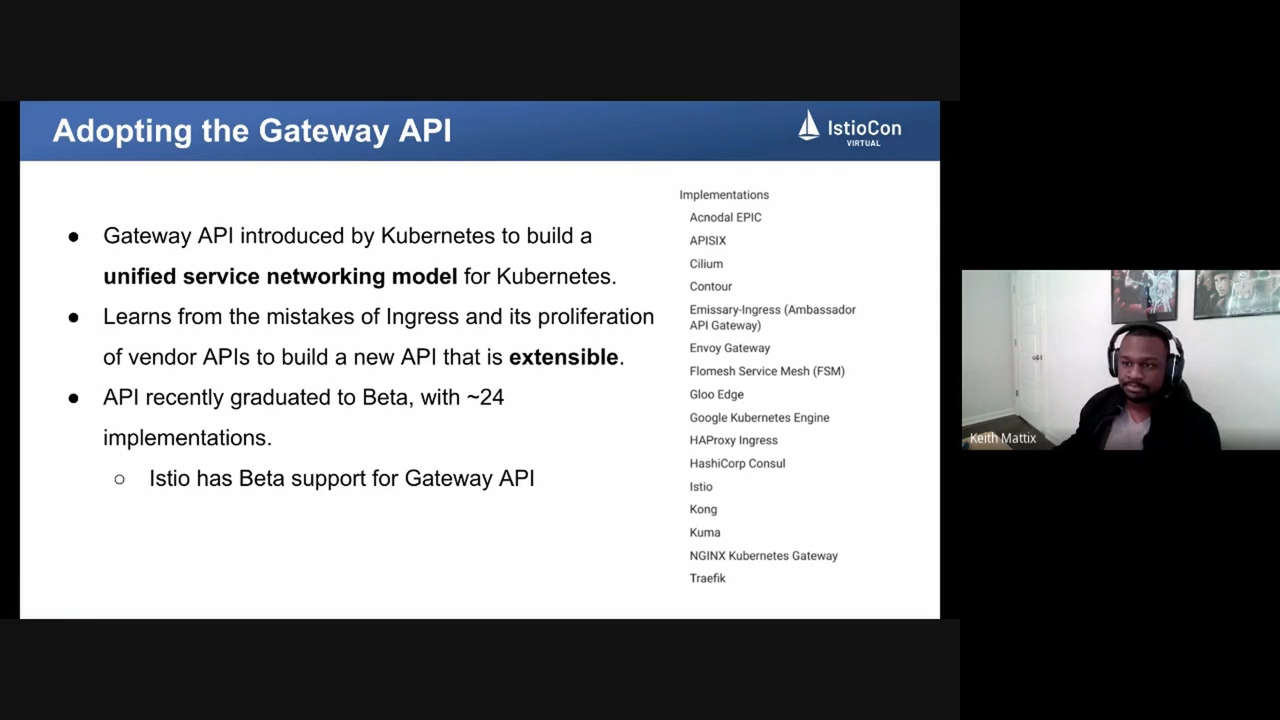 Adopting the Gateway API
IstioCon
VIRTUAL
● Gateway API introduced by Kubernetes to build a
unified service networking model for Kubernetes.
● Learns from the mistakes of Ingress and its proliferation
of vendor APIs to build a new API that is extensible.
● API recently graduated to Beta, with ~24
implementations.
○ Istio has Beta support for Gateway API
Implementations
Acnodal EPIC
APISIX
Cilium
Contour
Emissary-Ingress (Ambassador
API Gateway)
Envoy Gateway
Flomesh Service Mesh (FSM)
Gloo Edge
Google Kubernetes Engine
HAProxy Ingress
HashiCorp Consul
Istio
Kong
Kuma
NGINX Kubernetes Gateway
Traefik
Keith Mattix